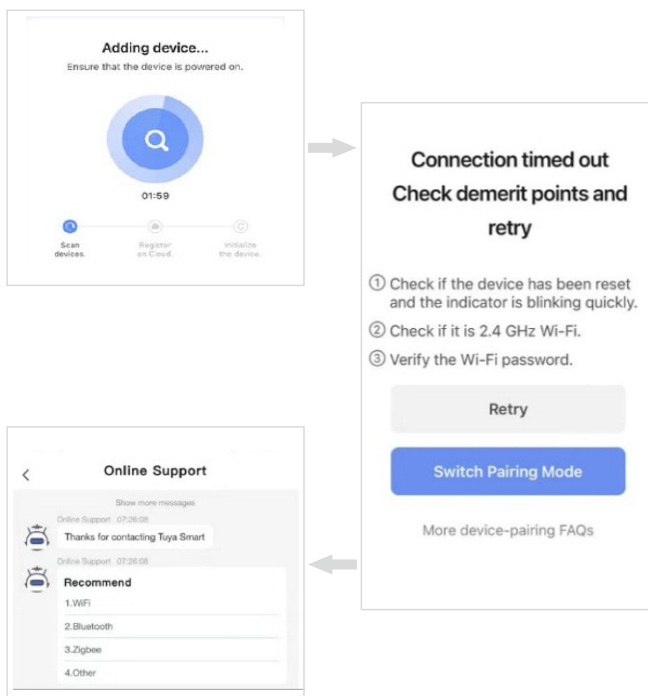 Adding device...
Ensure that the device is powered on.
01:59
Scan
devices.
Register
on Cloud.
Initialize
the device.
Connection timed out
Check demerit points and
retry
① Check if the device has been reset
and the indicator is blinking quickly.
② Check if it is 2.4 GHz Wi-Fi.
③ Verify the Wi-Fi password.
Retry
Switch Pairing Mode
More device-pairing FAQs
Online Support
Show more messages
Online Support 07:26:08
Thanks for contacting Tuya Smart
Online Support 07:26:08
Recommend
1.WiFi
2.Bluetooth
3.Zigbee
4.Other